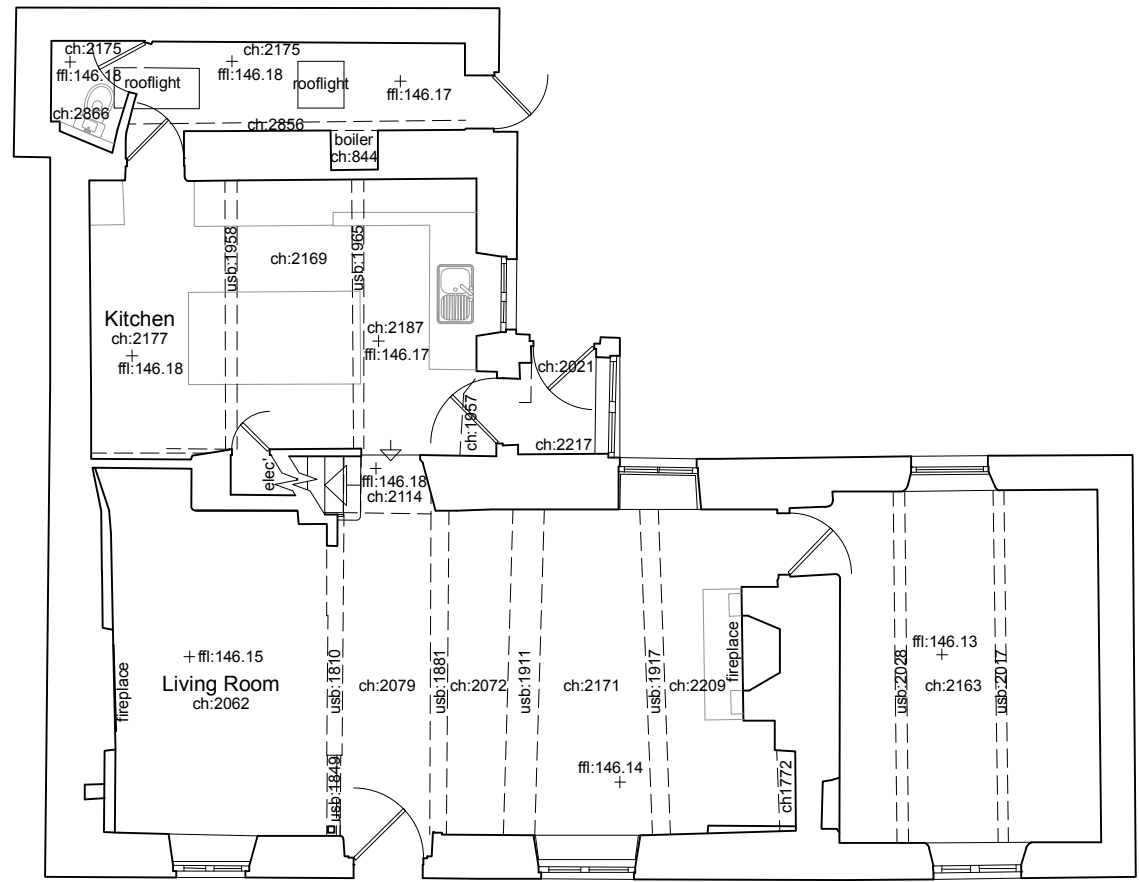 ch:2175
ch:2175
ffl:146.18
ffl:146.18
rooflight
rooflight
ffl:146.17
ch:2866
ch:2856
boiler
ch:844
usb:1958
ch:2169
usb:1965
Kitchen
ch:2177
ffl:146.18
ch:2187
ffl:146.17
ch:2021
ch:1957
ch:2217
elec'
ffl:146.18
ch:2114
ffl:146.15
Living Room
ch:2062
fireplace
usb:1810
usb:1849
ch:2079
usb:1881
ch:2072
usb:1911
ch:2171
usb:1917
ch:2209
fireplace
ffl:146.14
ch1772
ffl:146.13
usb:2028
ch:2163
usb:2017